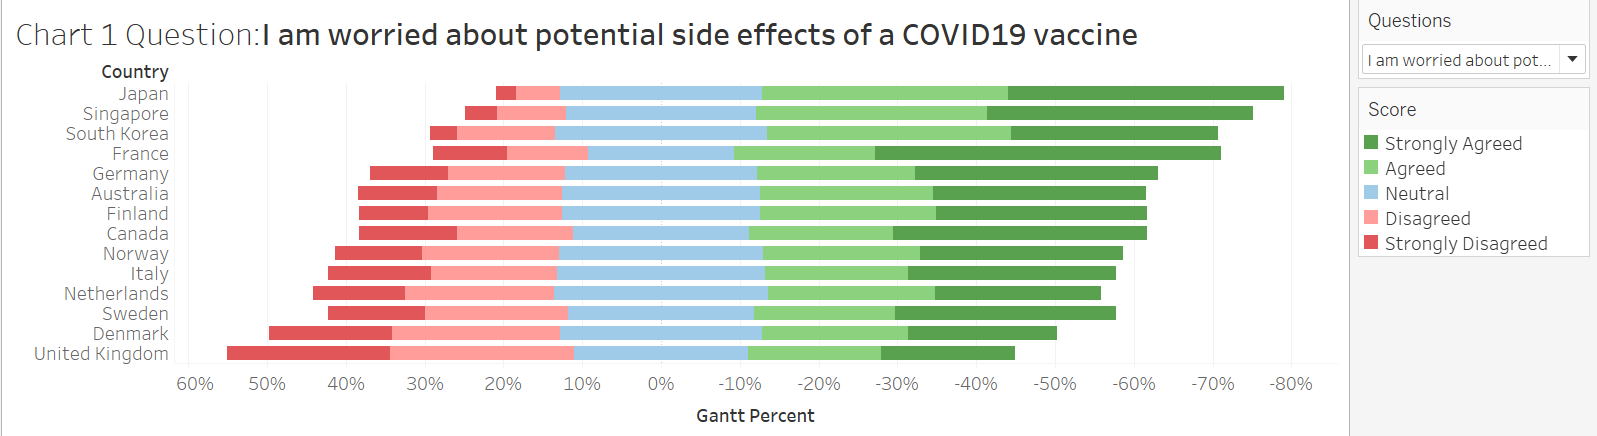 Chart 1 Question:I am worried about potential side effects of a COVID19 vaccine
Country
Japan
Singapore
South Korea
France
Germany
Australia
Finland
Canada
Norway
Italy
Netherlands
Sweden
Denmark
United Kingdom
60% 50% 40% 30% 20% 10% 0% -10% -20% -30% -40% -50% -60% -70% -80%
Gantt Percent
Questions
I am worried about pot...
Score
Strongly Agreed
Agreed
Neutral
Disagreed
Strongly Disagreed